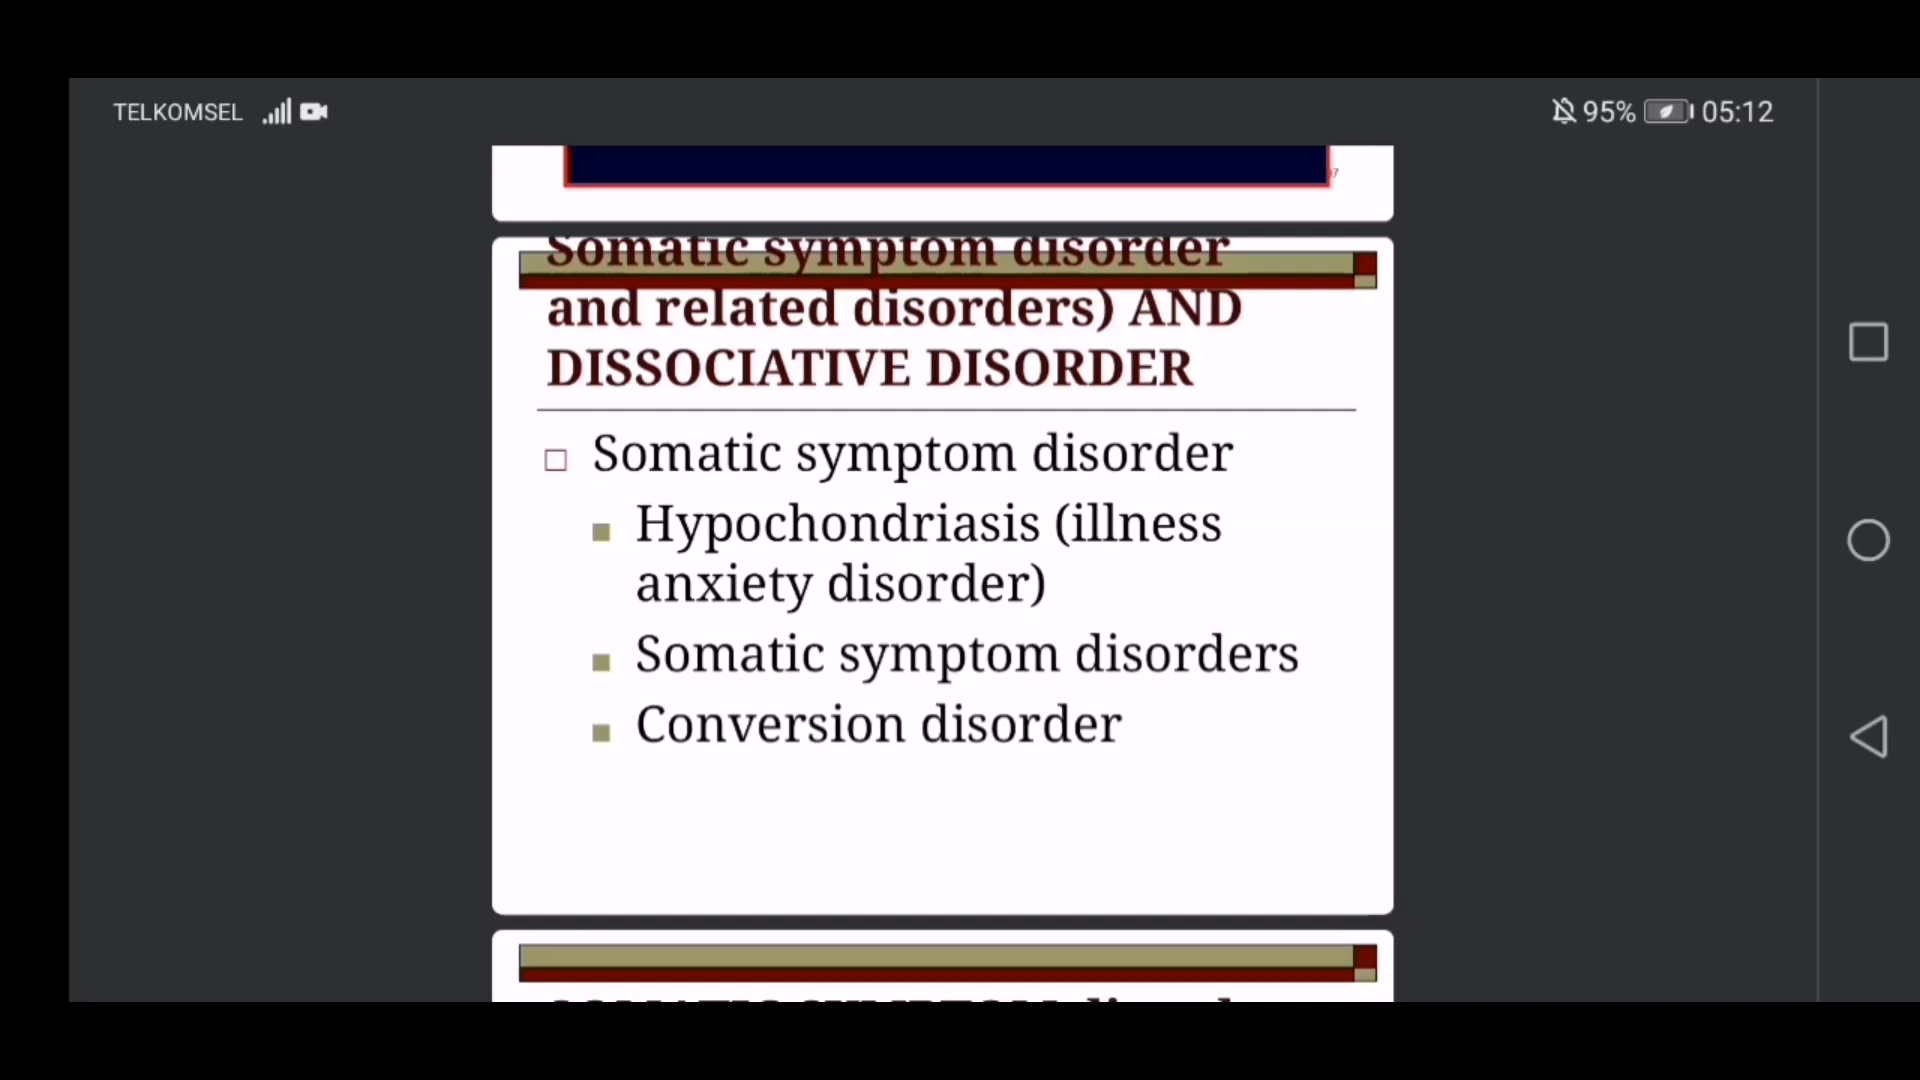 TELKOMSEL
95% 05:12
Somatic symptom disorder
and related disorders) AND
DISSOCIATIVE DISORDER
Somatic symptom disorder
Hypochondriasis (illness
anxiety disorder)
Somatic symptom disorders
Conversion disorder